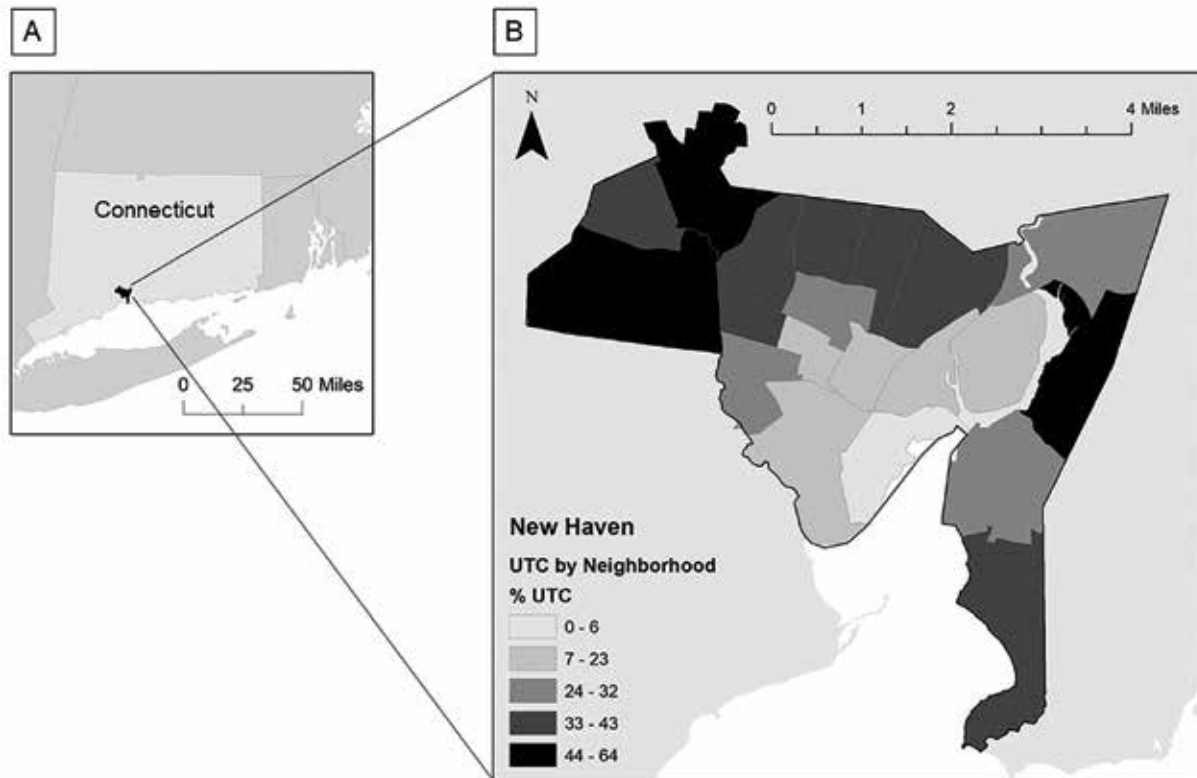 A
B
Connecticut
0 25 50 Miles
N
0 1 2 4 Miles
New Haven
UTC by Neighborhood
% UTC
0 - 6
7 - 23
24 - 32
33 - 43
44 - 64